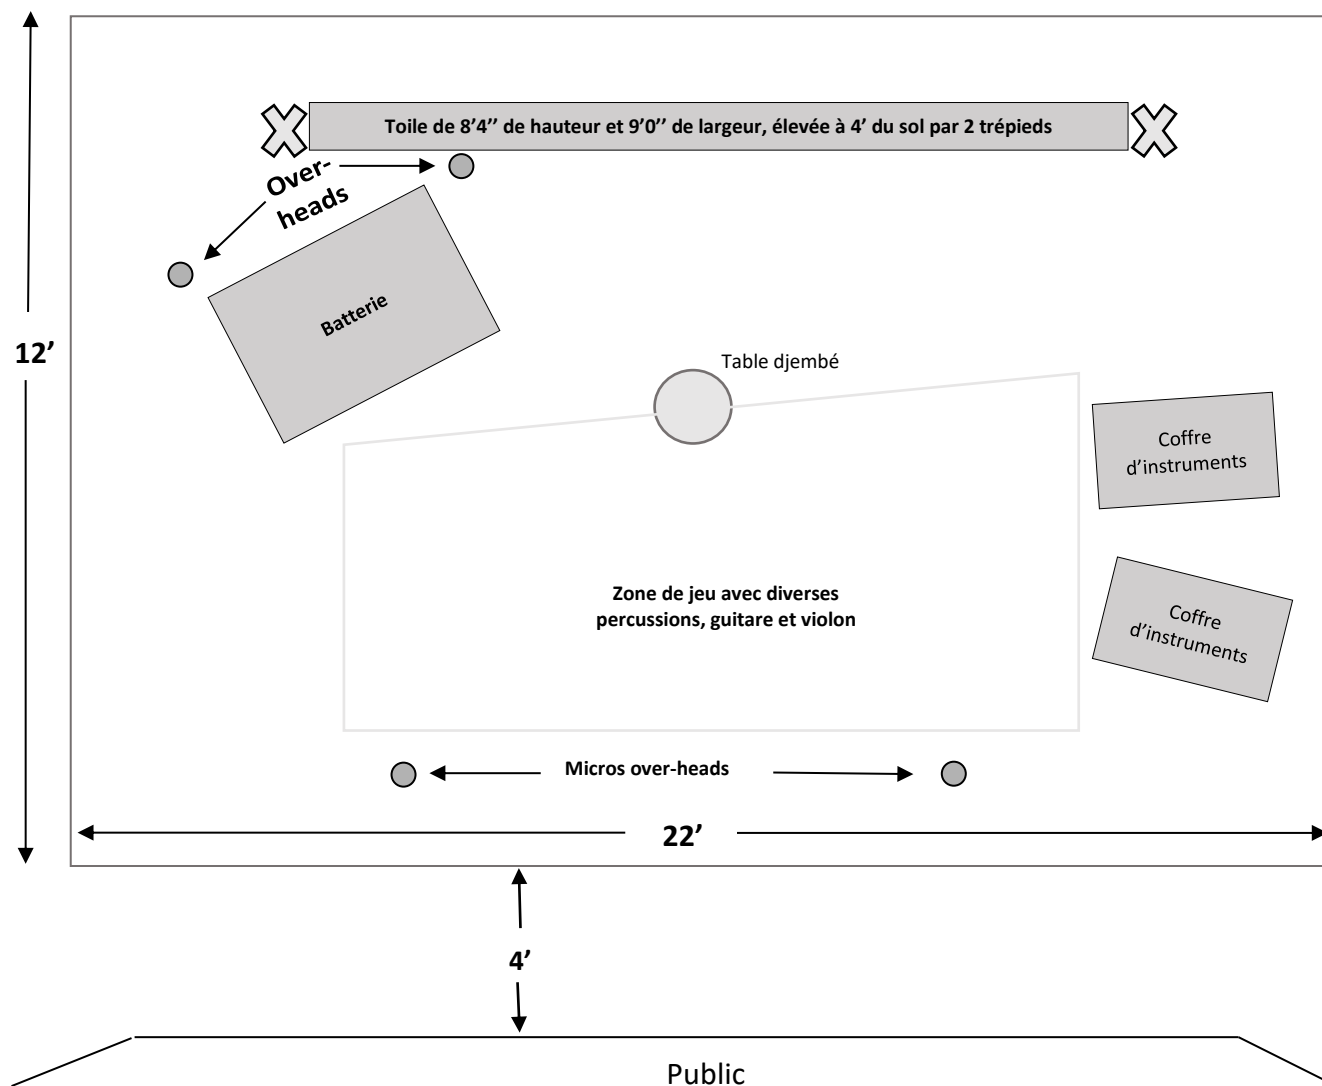 Toile de 8’4’’ de hauteur et 9’0’’ de largeur, élevée à 4’ du sol par 2 trépieds
Over-
heads
Batterie
12’
Table djembé
Coffre
d’instruments
Zone de jeu avec diverses
percussions, guitare et violon
Coffre
d’instruments
Micros over-heads
22’
4’
Public